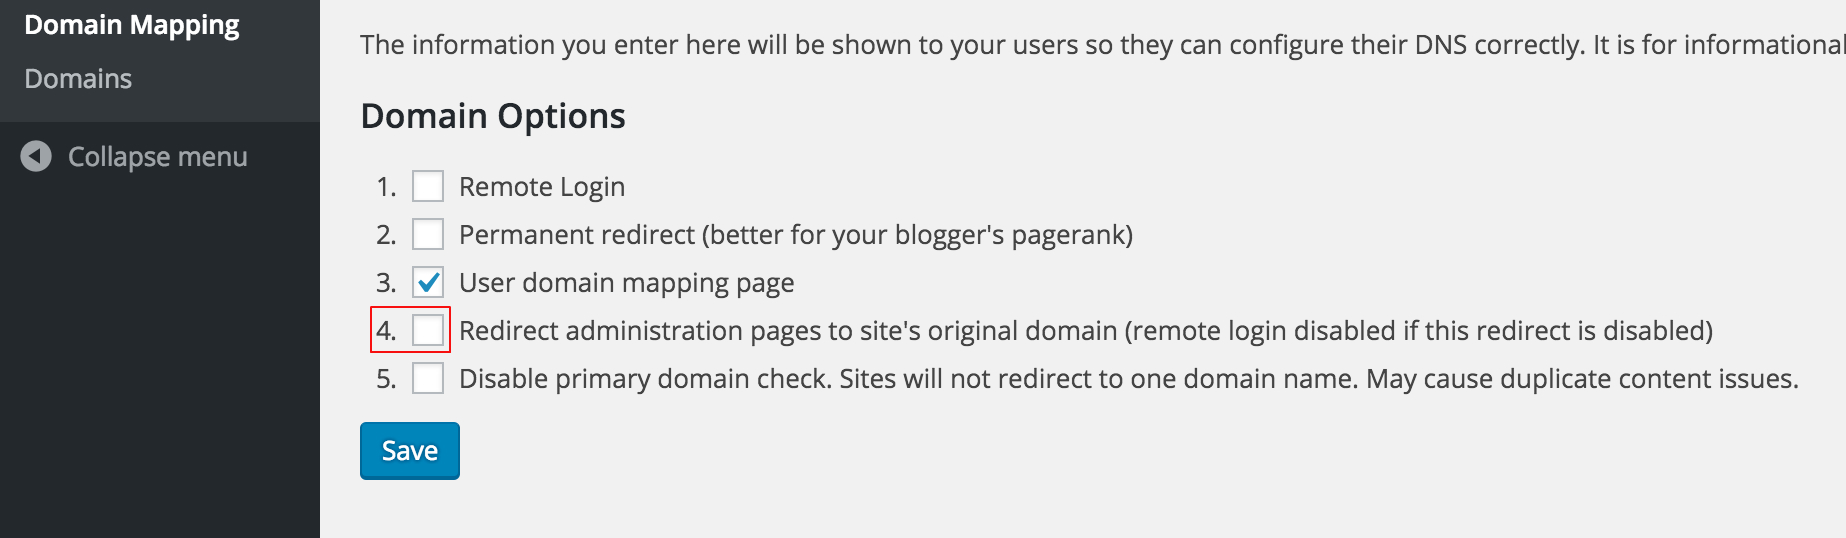 Domain Mapping
Domains
Collapse menu
The information you enter here will be shown to your users so they can configure their DNS correctly. It is for informational
Domain Options
1. Remote Login
2. Permanent redirect (better for your blogger's pagerank)
3. User domain mapping page
4. Redirect administration pages to site's original domain (remote login disabled if this redirect is disabled)
5. Disable primary domain check. Sites will not redirect to one domain name. May cause duplicate content issues.
Save